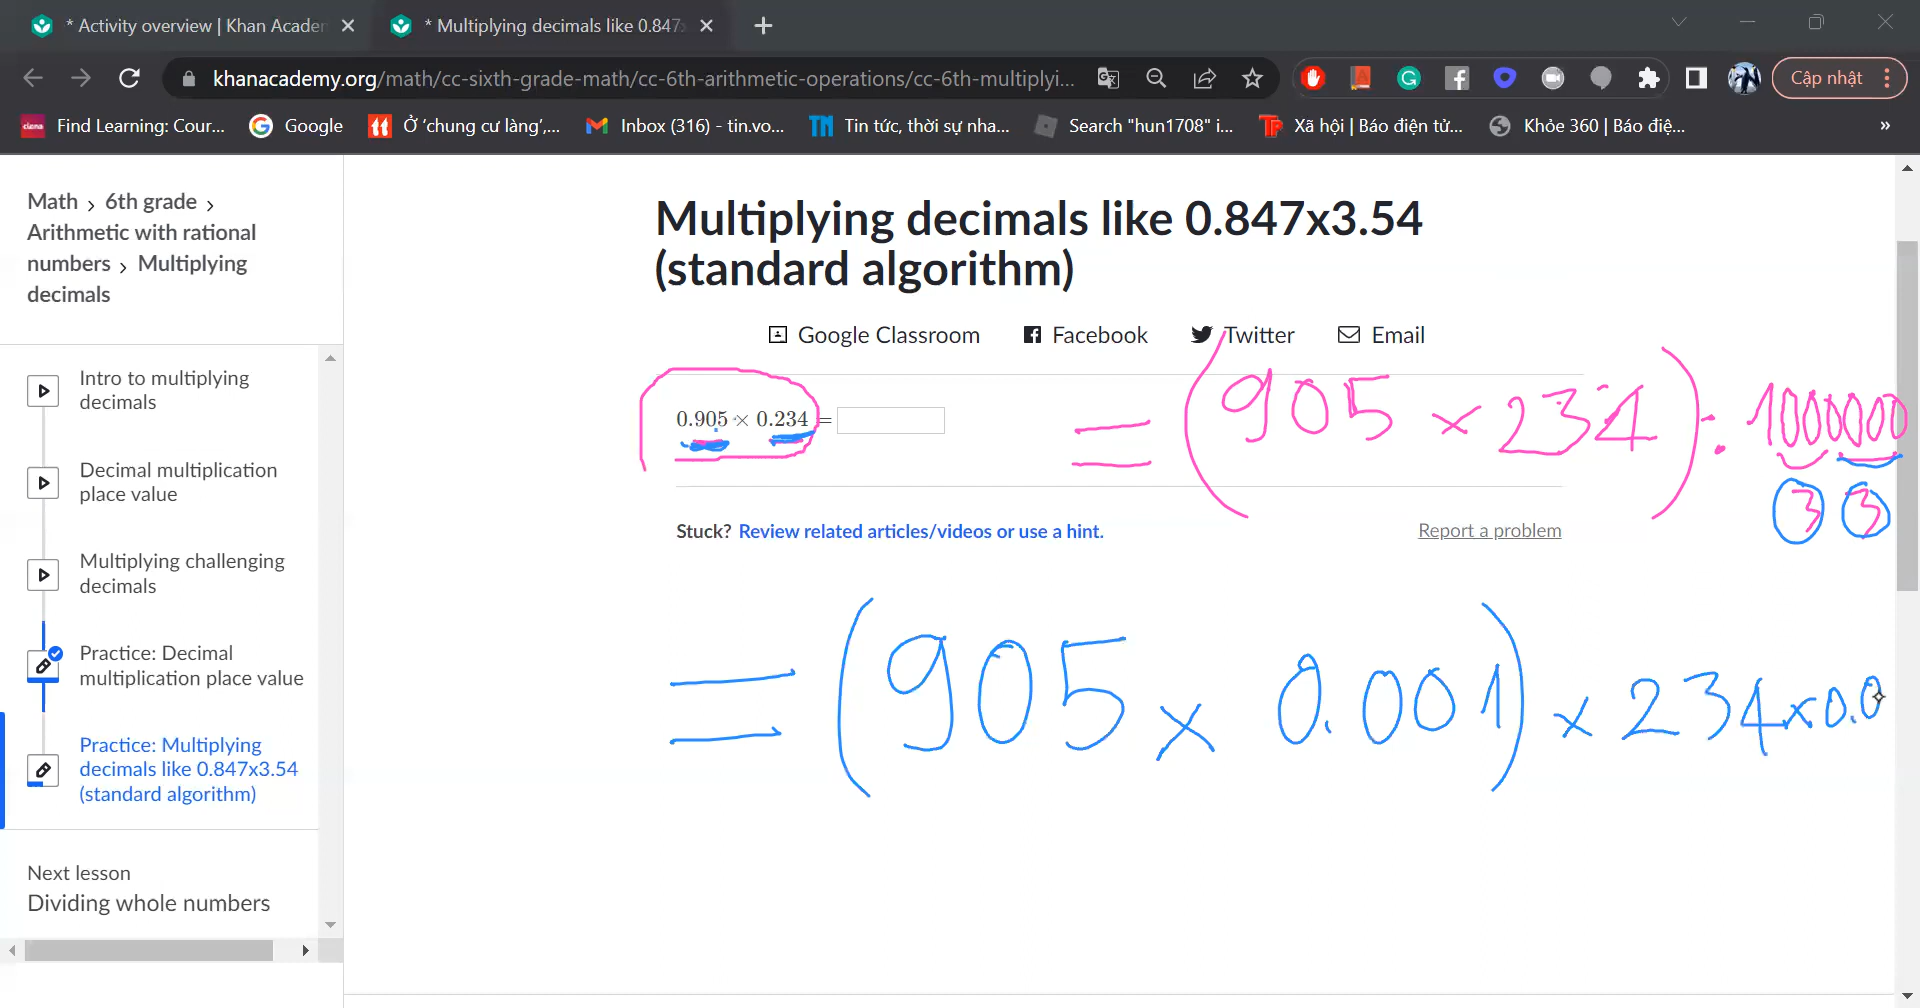 * Activity overview | Khan Acade
* Multiplying decimals like 0.847x
khanacademy.org/math/cc-sixth-grade-math/cc-6th-arithmetic-operations/cc-6th-multiplyi...
Cập nhật
Find Learning: Cour...
Google
Ở 'chung cư làng',...
Inbox (316) - tin.vo...
Tin tức, thời sự nha...
Search "hun1708" i...
Xã hội | Báo điện tử...
Khỏe 360 | Báo điệ...
»
Math > 6th grade >
Arithmetic with rational
numbers > Multiplying
decimals
Intro to multiplying
decimals
Decimal multiplication
place value
Multiplying challenging
decimals
Practice: Decimal
multiplication place value
Practice: Multiplying
decimals like 0.847x3.54
(standard algorithm)
Next lesson
Dividing whole numbers
Multiplying decimals like 0.847x3.54
(standard algorithm)
Google Classroom Facebook Twitter Email
0.905 × 0.234 =
= (905 × 234) : 1000000
3 3
Stuck? Review related articles/videos or use a hint.
Report a problem
= (905 × 0.001) × 234 × 0.0